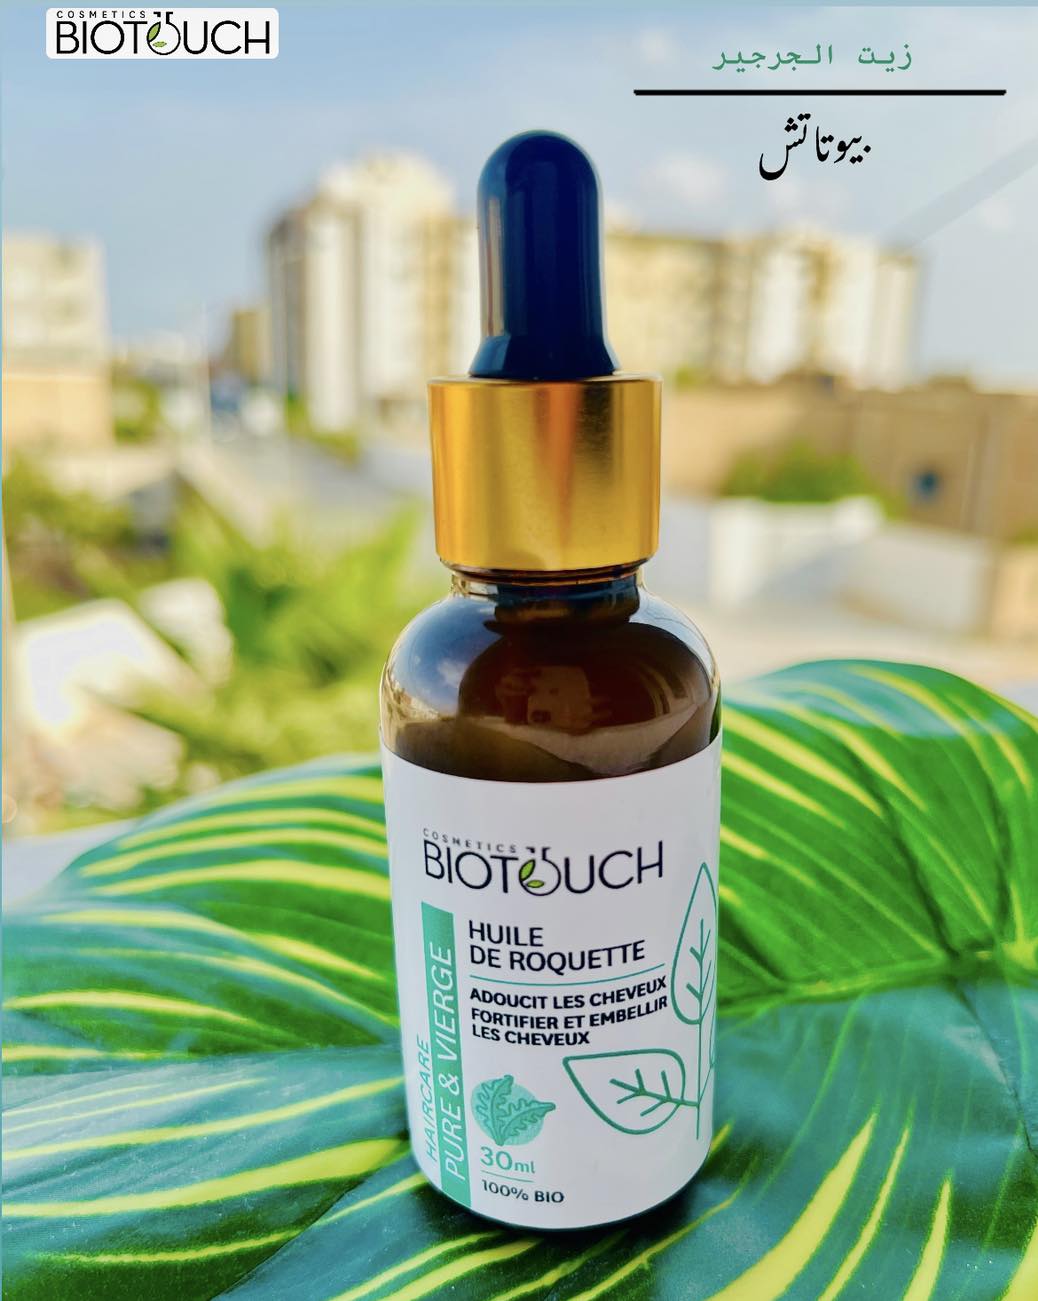 COSMETICS
BIOTOUCH
زيت الجرجير
بيوتاتش
COSMETICS
BIOTOUCH
HUILE
DE ROQUETTE
ADOUCIT LES CHEVEUX
FORTIFIER ET EMBELLIR
LES CHEVEUX
HAIRCARE
PURE & VIERGE
30ml
100% BIO